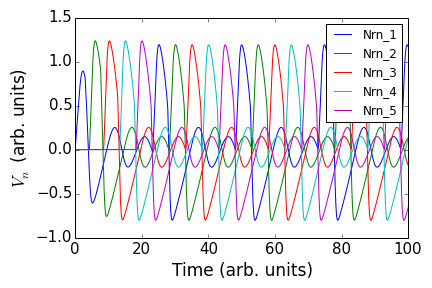 1.5
1.0
0.5
0.0
−0.5
−1.0
V_n (arb. units)
0 20 40 60 80 100
Time (arb. units)
Nrn_1
Nrn_2
Nrn_3
Nrn_4
Nrn_5